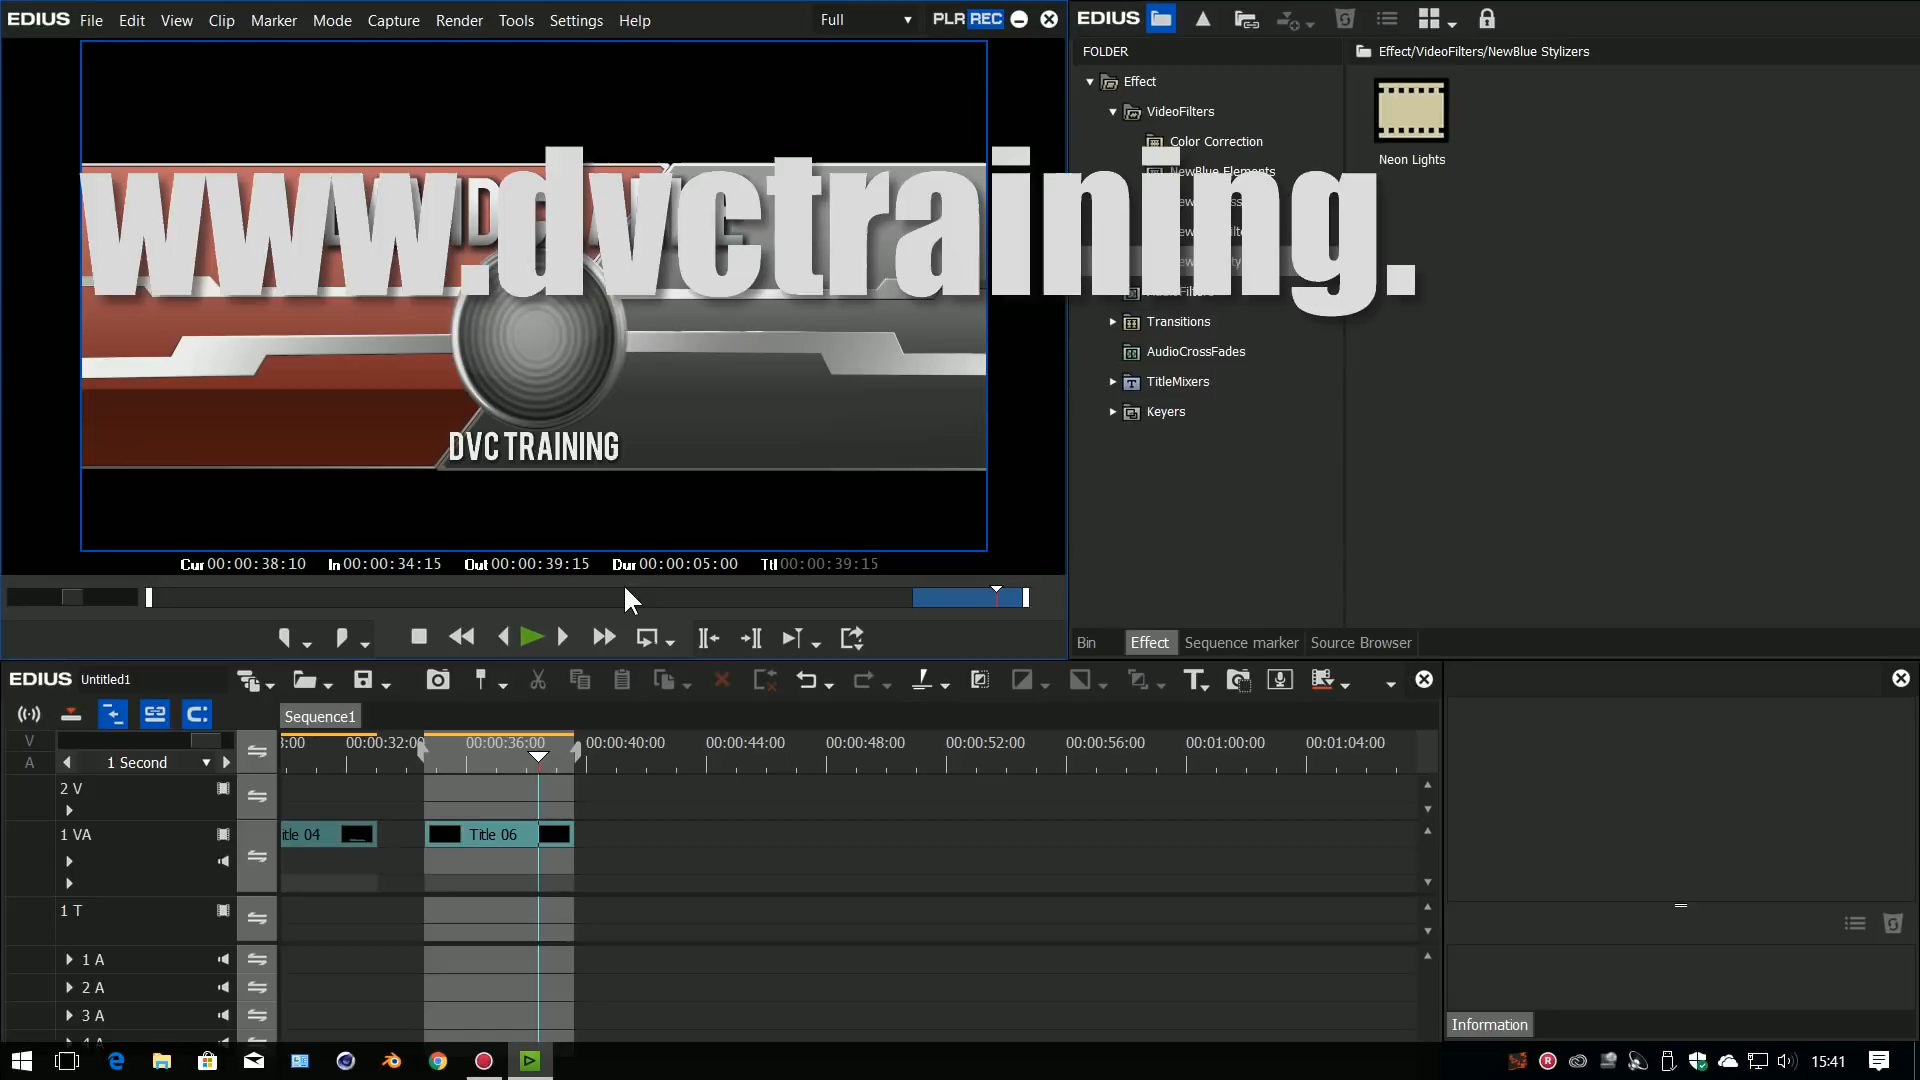 EDIUS File Edit View Clip Marker Mode Capture Render Tools Settings Help Full PLR REC
EDIUS
FOLDER
Effect/VideoFilters/NewBlue Stylizers
Effect
VideoFilters
Color Correction
Neon Lights
NewBlue Elements
www.dvctraining.
Transitions
AudioCrossFades
TitleMixers
Keyers
DVC TRAINING
Cur 00:00:38:10 In 00:00:34:15 Out 00:00:39:15 Dur 00:00:05:00 Ttl 00:00:39:15
Bin Effect Sequence marker Source Browser
EDIUS Untitled1
Sequence1
3:00 00:00:32:00 00:00:36:00 00:00:40:00 00:00:44:00 00:00:48:00 00:00:52:00 00:00:56:00 00:01:00:00 00:01:04:00
V
A 1 Second
2 V
1 VA itle 04 Title 06
1 T
1 A
2 A
3 A
4 A
Information
15:41